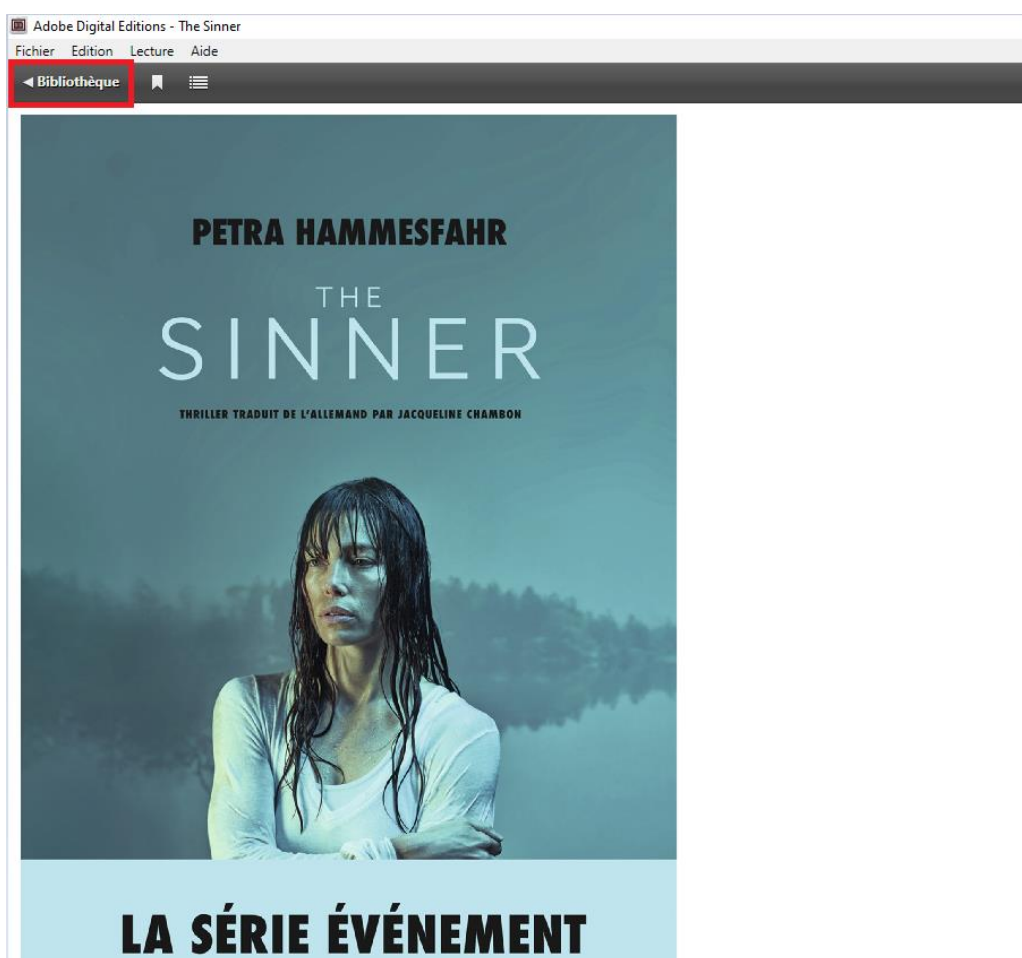 Adobe Digital Editions - The Sinner
Fichier Edition Lecture Aide
◄ Bibliothèque
PETRA HAMMESFAHR
THE
SINNER
THRILLER TRADUIT DE L'ALLEMAND PAR JACQUELINE CHAMBON
LA SÉRIE ÉVÉNEMENT